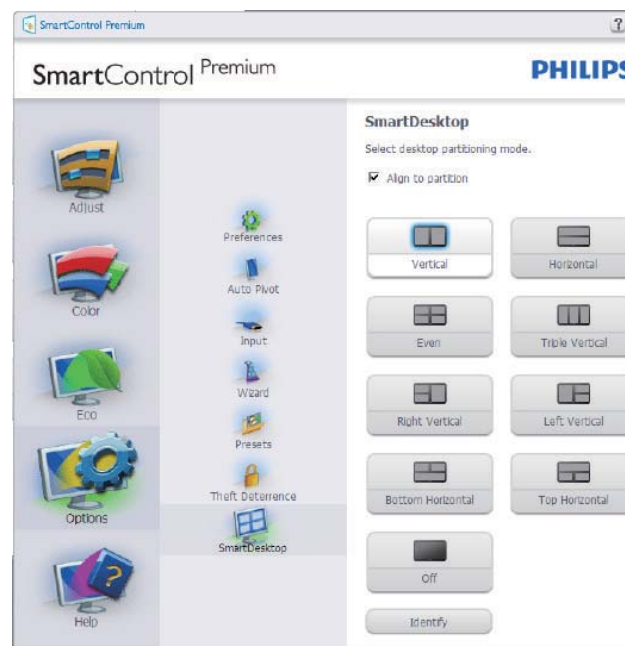 SmartControl Premium
?
SmartControl Premium
PHILIPS
Adjust
Color
Eco
Options
Help
Preferences
Auto Pivot
Input
Wizard
Presets
Theft Deterrence
SmartDesktop
SmartDesktop
Select desktop partitioning mode.
Align to partition
Vertical
Horizontal
Even
Triple Vertical
Right Vertical
Left Vertical
Bottom Horizontal
Top Horizontal
Off
Identify